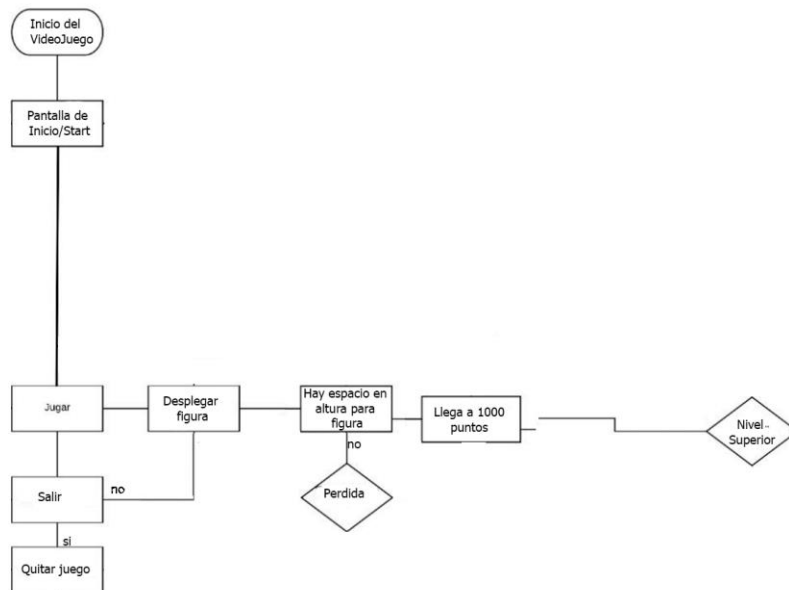 Inicio del
VideoJuego
Pantalla de
Inicio/Start
Jugar
Desplegar
figura
Hay espacio en
altura para
figura
Llega a 1000
puntos
Nivel
Superior
no
Salir
no
Perdida
si
Quitar juego